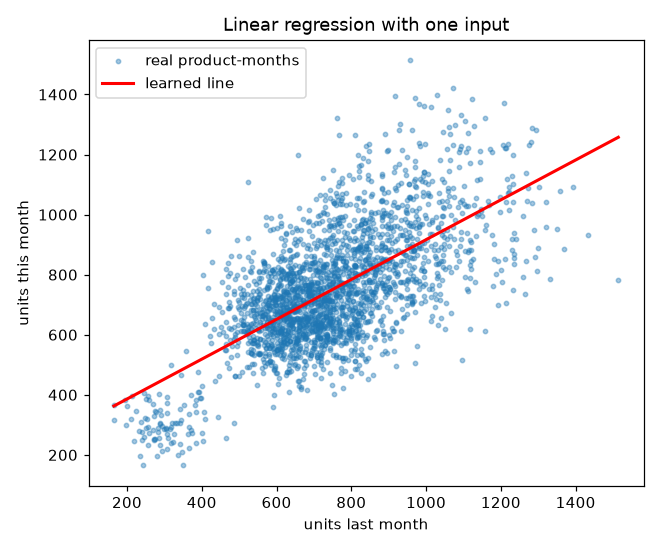 Linear regression with one input
real product-months
learned line
units this month
1400
1200
1000
800
600
400
200
200 400 600 800 1000 1200 1400
units last month